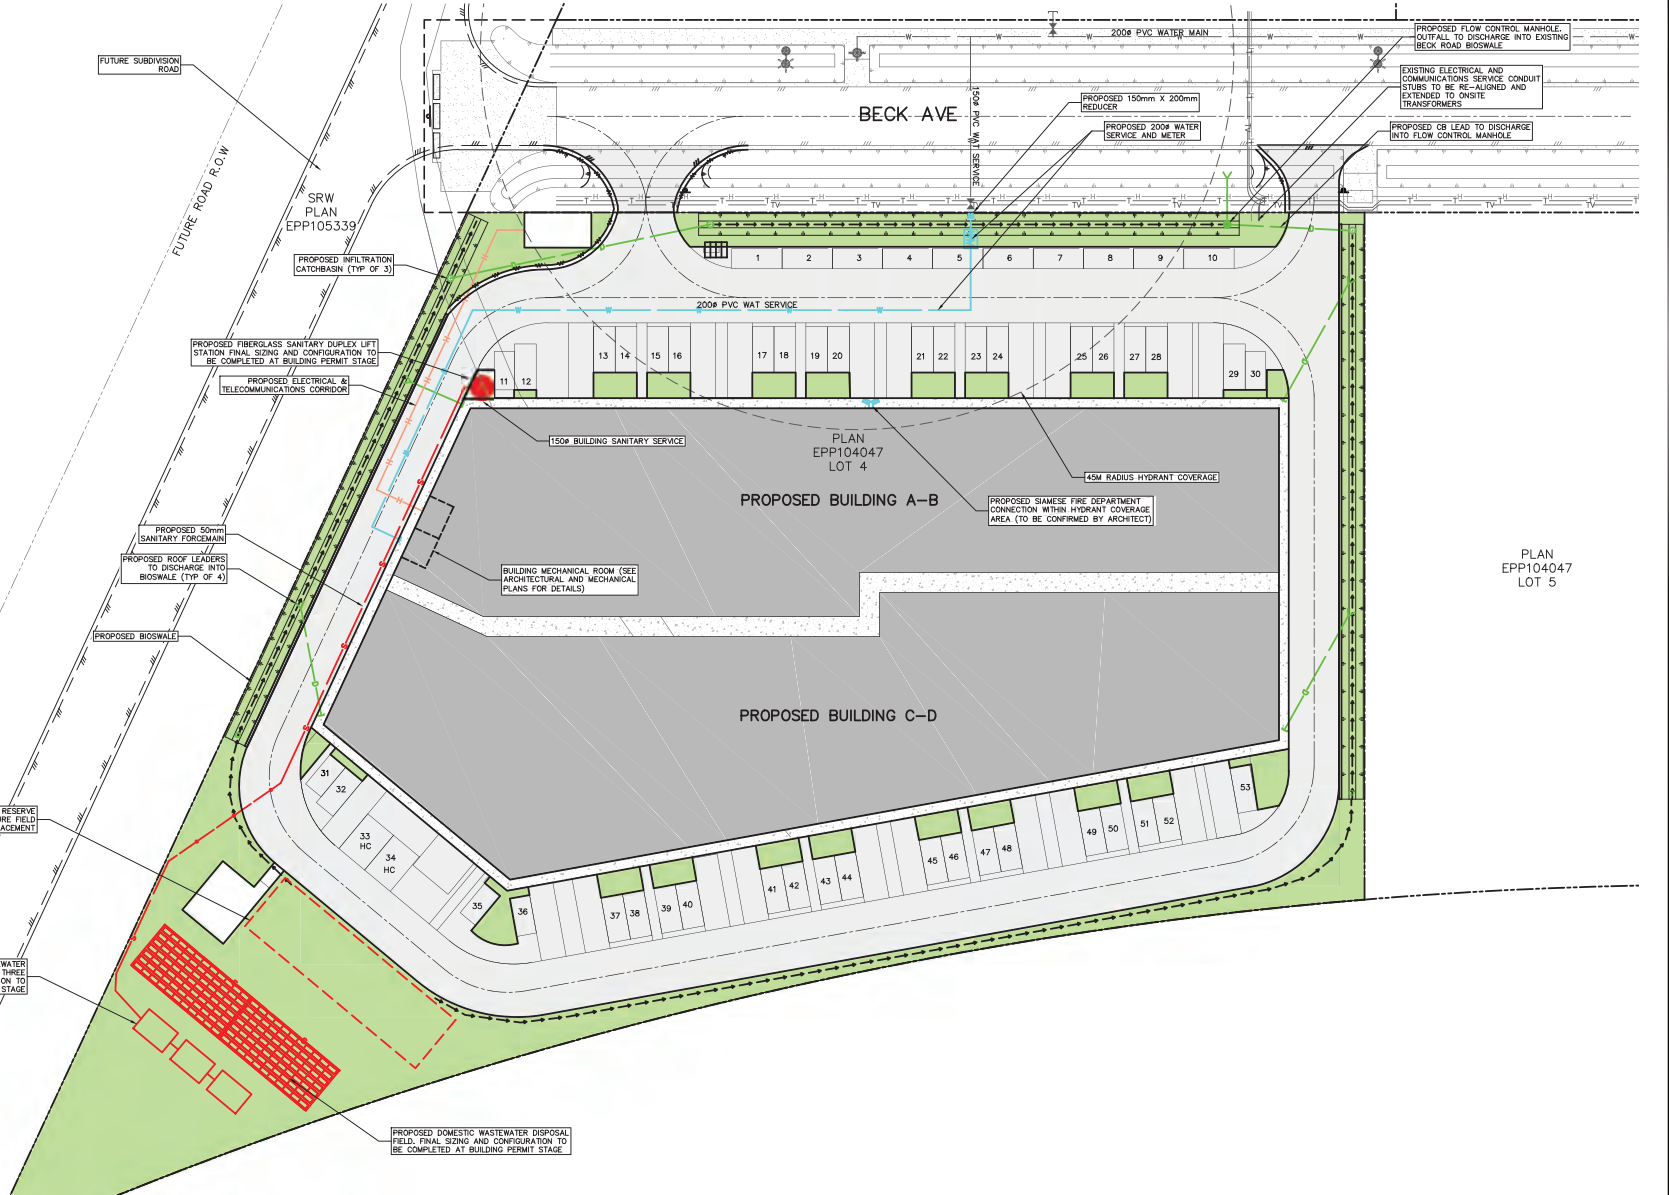 200ø PVC WATER MAIN
PROPOSED FLOW CONTROL MANHOLE.
OUTFALL TO DISCHARGE INTO EXISTING
BECK ROAD BIOSWALE
FUTURE SUBDIVISION
ROAD
EXISTING ELECTRICAL AND
COMMUNICATIONS SERVICE CONDUIT
STUBS TO BE RE-ALIGNED AND
EXTENDED TO ONSITE
TRANSFORMERS
BECK AVE
150ø PVC WAT SERVICE
PROPOSED 150mm X 200mm
REDUCER
PROPOSED 200ø WATER
SERVICE AND METER
PROPOSED CB LEAD TO DISCHARGE
INTO FLOW CONTROL MANHOLE
FUTURE ROAD R.O.W
SRW
PLAN
EPP105339
PROPOSED INFILTRATION
CATCHBASIN (TYP OF 3)
1 2 3 4 5 6 7 8 9 10
200ø PVC WAT SERVICE
PROPOSED FIBERGLASS SANITARY DUPLEX LIFT
STATION FINAL SIZING AND CONFIGURATION TO
BE COMPLETED AT BUILDING PERMIT STAGE
PROPOSED ELECTRICAL &
TELECOMMUNICATIONS CORRIDOR
11 12 13 14 15 16 17 18 19 20 21 22 23 24 25 26 27 28 29 30
150ø BUILDING SANITARY SERVICE
PLAN
EPP104047
LOT 4
45M RADIUS HYDRANT COVERAGE
PROPOSED BUILDING A-B
PROPOSED SIAMESE FIRE DEPARTMENT
CONNECTION WITHIN HYDRANT COVERAGE
AREA (TO BE CONFIRMED BY ARCHITECT)
PROPOSED 50mm
SANITARY FORCEMAIN
PROPOSED ROOF LEADERS
TO DISCHARGE INTO
BIOSWALE (TYP OF 4)
BUILDING MECHANICAL ROOM (SEE
ARCHITECTURAL AND MECHANICAL
PLANS FOR DETAILS)
PLAN
EPP104047
LOT 5
PROPOSED BIOSWALE
PROPOSED BUILDING C-D
31
32
33
HC
34
HC
35 36 37 38 39 40 41 42 43 44 45 46 47 48 49 50 51 52 53
RESERVE
URE FIELD
ACEMENT
WATER
THREE
ON TO
STAGE
PROPOSED DOMESTIC WASTEWATER DISPOSAL
FIELD. FINAL SIZING AND CONFIGURATION TO
BE COMPLETED AT BUILDING PERMIT STAGE